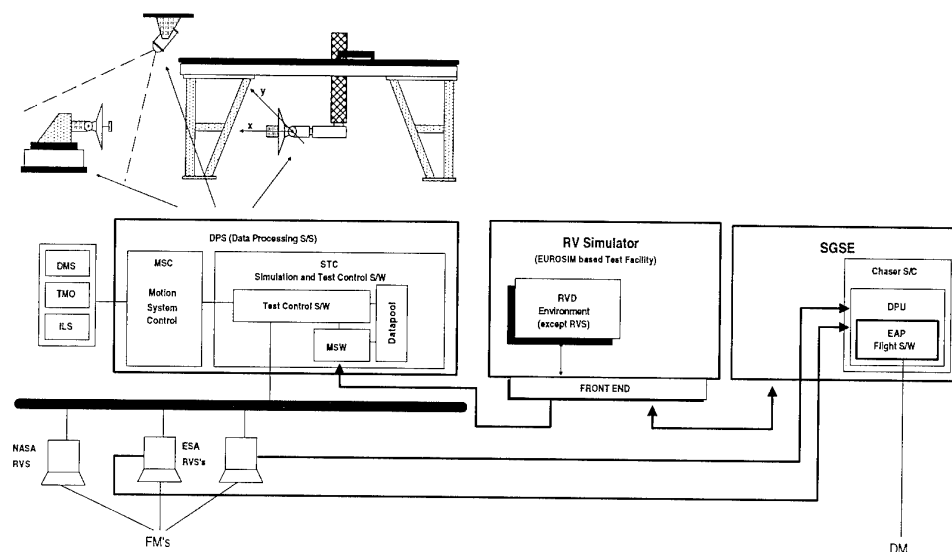 y
x
DPS (Data Processing S/S)
DMS
TMO
ILS
MSC
Motion
System
Control
STC
Simulation and Test Control S/W
Test Control S/W
MSW
Datapool
RV Simulator
(EUROSIM based Test Facility)
RVD
Environment
(except RVS)
FRONT END
SGSE
Chaser S/C
DPU
EAP
Flight S/W
NASA
RVS
ESA
RVS's
FM's
DM